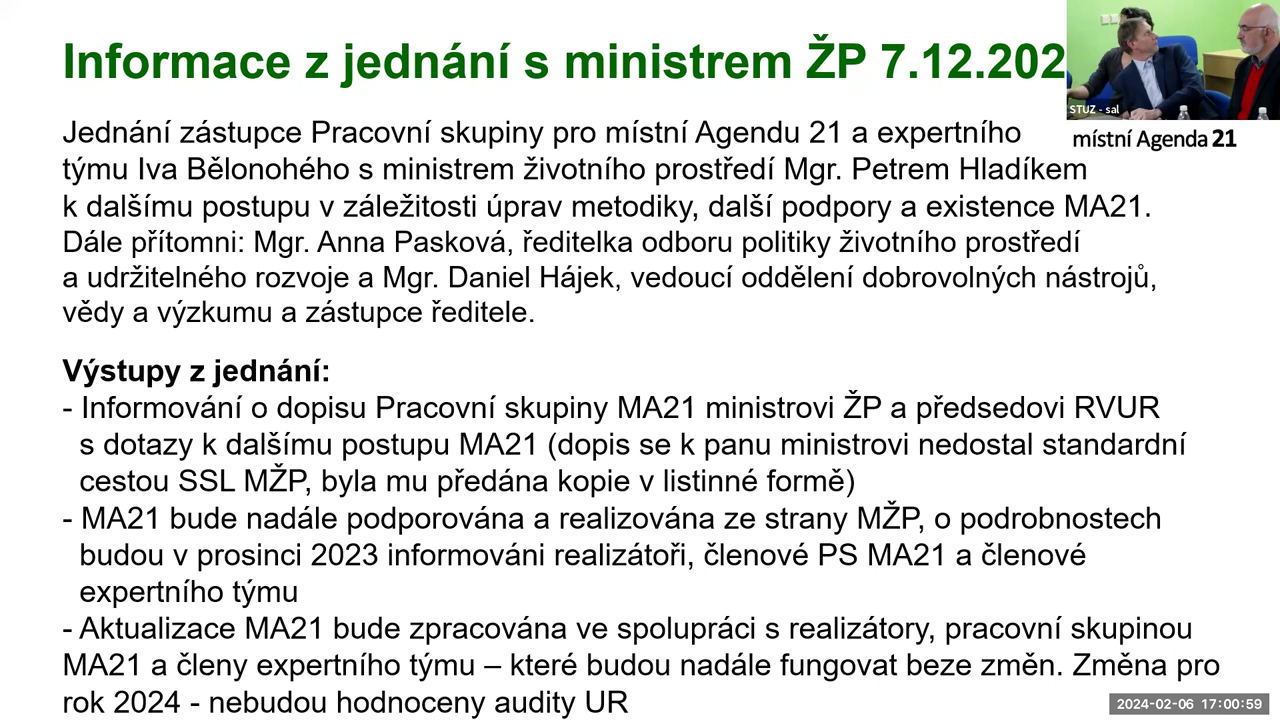 Informace z jednání s ministrem ŽP 7.12.202
STUZ - sal
místní Agenda 21
Jednání zástupce Pracovní skupiny pro místní Agendu 21 a expertního
týmu Iva Bělonohého s ministrem životního prostředí Mgr. Petrem Hladíkem
k dalšímu postupu v záležitosti úprav metodiky, další podpory a existence MA21.
Dále přítomni: Mgr. Anna Pasková, ředitelka odboru politiky životního prostředí
a udržitelného rozvoje a Mgr. Daniel Hájek, vedoucí oddělení dobrovolných nástrojů,
vědy a výzkumu a zástupce ředitele.
Výstupy z jednání:
- Informování o dopisu Pracovní skupiny MA21 ministrovi ŽP a předsedovi RVUR
s dotazy k dalšímu postupu MA21 (dopis se k panu ministrovi nedostal standardní
cestou SSL MŽP, byla mu předána kopie v listinné formě)
- MA21 bude nadále podporována a realizována ze strany MŽP, o podrobnostech
budou v prosinci 2023 informováni realizátoři, členové PS MA21 a členové
expertního týmu
- Aktualizace MA21 bude zpracována ve spolupráci s realizátory, pracovní skupinou
MA21 a členy expertního týmu – které budou nadále fungovat beze změn. Změna pro
rok 2024 - nebudou hodnoceny audity UR
2024-02-06 17:00:59